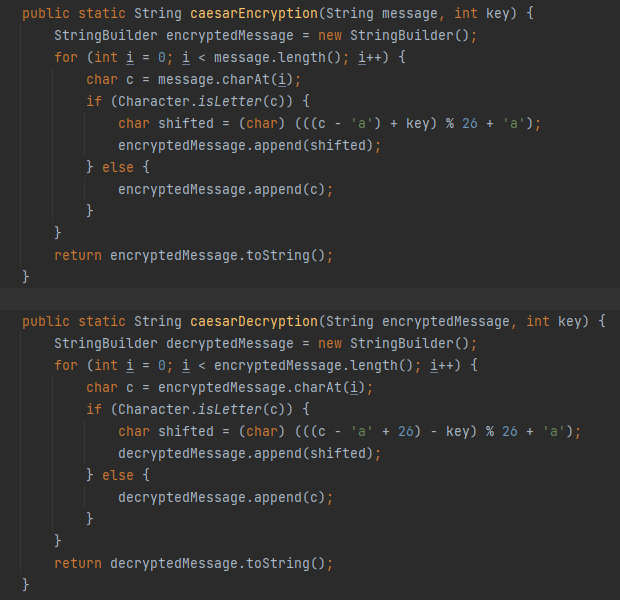 public static String caesarEncryption(String message, int key) {
    StringBuilder encryptedMessage = new StringBuilder();
    for (int i = 0; i < message.length(); i++) {
        char c = message.charAt(i);
        if (Character.isLetter(c)) {
            char shifted = (char) (((c - 'a') + key) % 26 + 'a');
            encryptedMessage.append(shifted);
        } else {
            encryptedMessage.append(c);
        }
    }
    return encryptedMessage.toString();
}
public static String caesarDecryption(String encryptedMessage, int key) {
    StringBuilder decryptedMessage = new StringBuilder();
    for (int i = 0; i < encryptedMessage.length(); i++) {
        char c = encryptedMessage.charAt(i);
        if (Character.isLetter(c)) {
            char shifted = (char) (((c - 'a' + 26) - key) % 26 + 'a');
            decryptedMessage.append(shifted);
        } else {
            decryptedMessage.append(c);
        }
    }
    return decryptedMessage.toString();
}